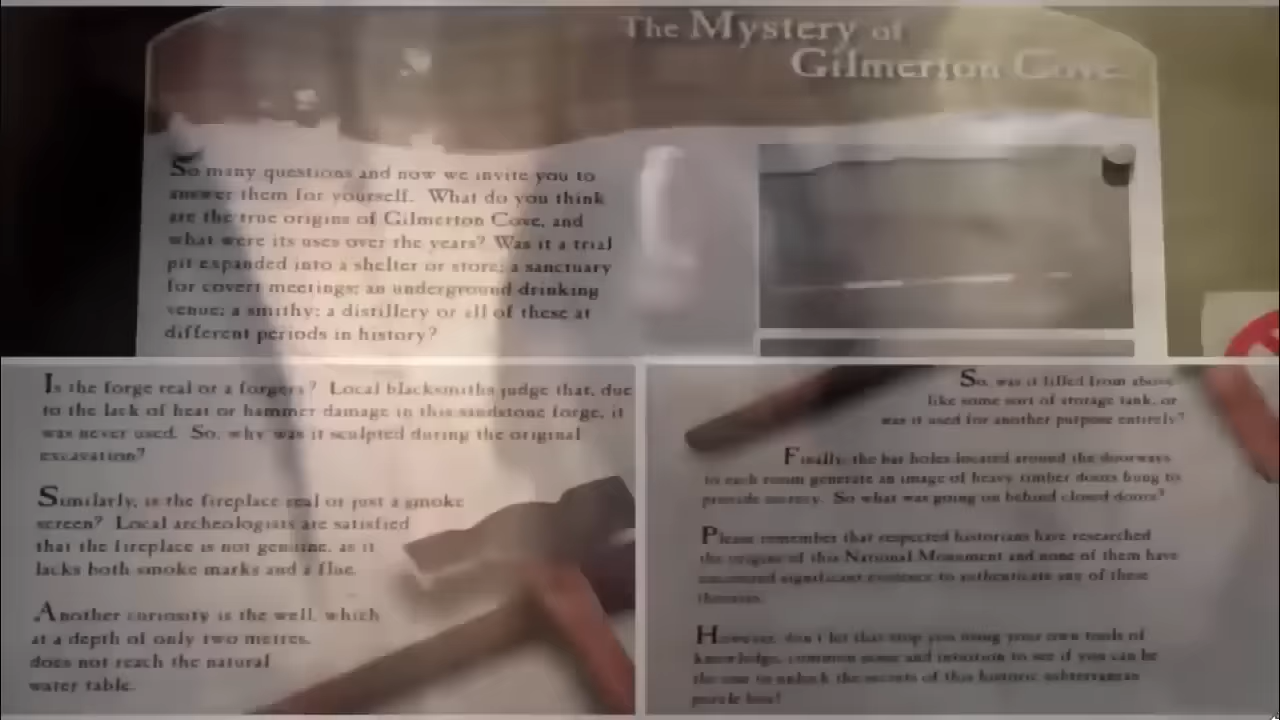 The Mystery of
Gilmerton Cove
So many questions and now we invite you to
answer them for yourself. What do you think
are the true origins of Gilmerton Cove, and
what were its uses over the years? Was it a trial
pit expanded into a shelter or store; a sanctuary
for covert meetings; an underground drinking
venue; a smithy; a distillery or all of these at
different periods in history?
Is the forge real or a forgery? Local blacksmiths judge that, due
to the lack of heat or hammer damage in this sandstone forge, it
was never used. So, why was it sculpted during the original
excavation?
Similarly, is the fireplace real or just a smoke
screen? Local archeologists are satisfied
that the fireplace is not genuine, as it
lacks both smoke marks and a flue.
Another curiosity is the well, which
at a depth of only two metres,
does not reach the natural
water table.
So, was it filled from above
like some sort of storage tank, or
was it used for another purpose entirely?
Finally, the bar holes located around the doorways
to each room generate an image of heavy timber doors hung to
provide secrecy. So what was going on behind closed doors?
Please remember that respected historians have researched
the origins of this National Monument and none of them have
uncovered significant evidence to authenticate any of these
theories.
However, don't let that stop you using your own tools of
knowledge, common sense and intuition to see if you can be
the one to unlock the secrets of this historic subterranean
puzzle box!